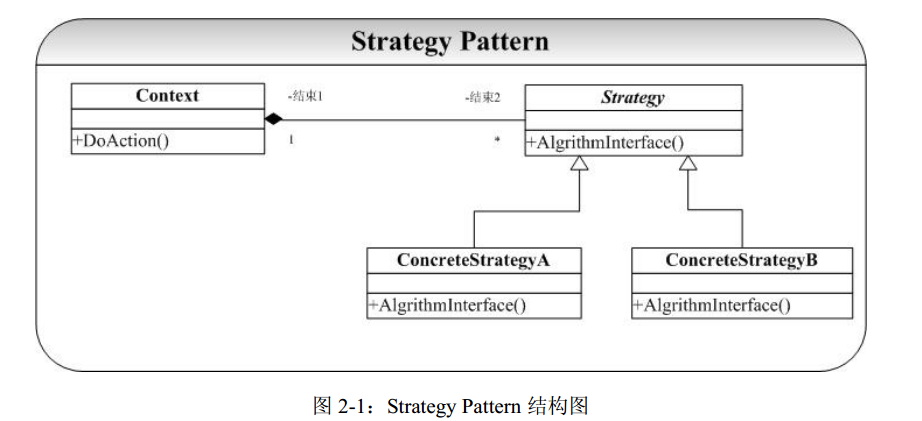 Strategy Pattern
Context
+DoAction()
-结束1
-结束2
1
*
Strategy
+AlgrithmInterface()
ConcreteStrategyA
+AlgrithmInterface()
ConcreteStrategyB
+AlgrithmInterface()
图 2-1：Strategy Pattern 结构图